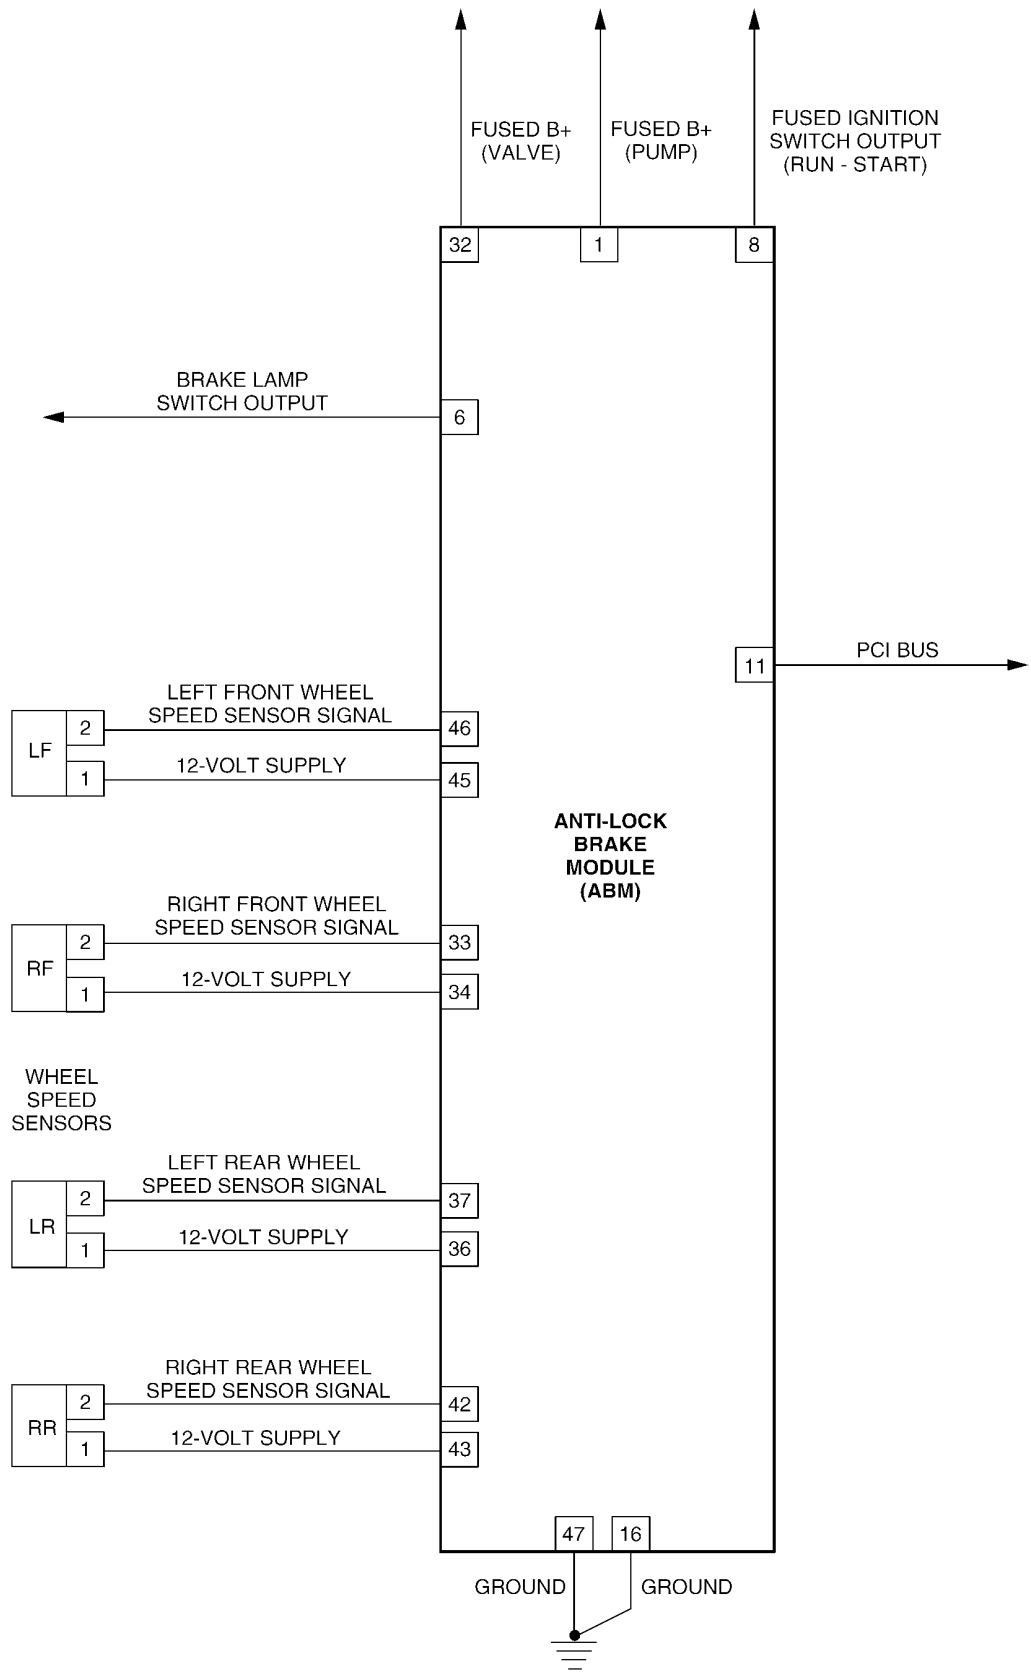 FUSED B+
(VALVE)
FUSED B+
(PUMP)
FUSED IGNITION
SWITCH OUTPUT
(RUN - START)
32
1
8
BRAKE LAMP
SWITCH OUTPUT
6
11
PCI BUS
LEFT FRONT WHEEL
SPEED SENSOR SIGNAL
LF
2
46
12-VOLT SUPPLY
1
45
ANTI-LOCK
BRAKE
MODULE
(ABM)
RIGHT FRONT WHEEL
SPEED SENSOR SIGNAL
RF
2
33
12-VOLT SUPPLY
1
34
WHEEL
SPEED
SENSORS
LEFT REAR WHEEL
SPEED SENSOR SIGNAL
LR
2
37
12-VOLT SUPPLY
1
36
RIGHT REAR WHEEL
SPEED SENSOR SIGNAL
RR
2
42
12-VOLT SUPPLY
1
43
47
16
GROUND
GROUND